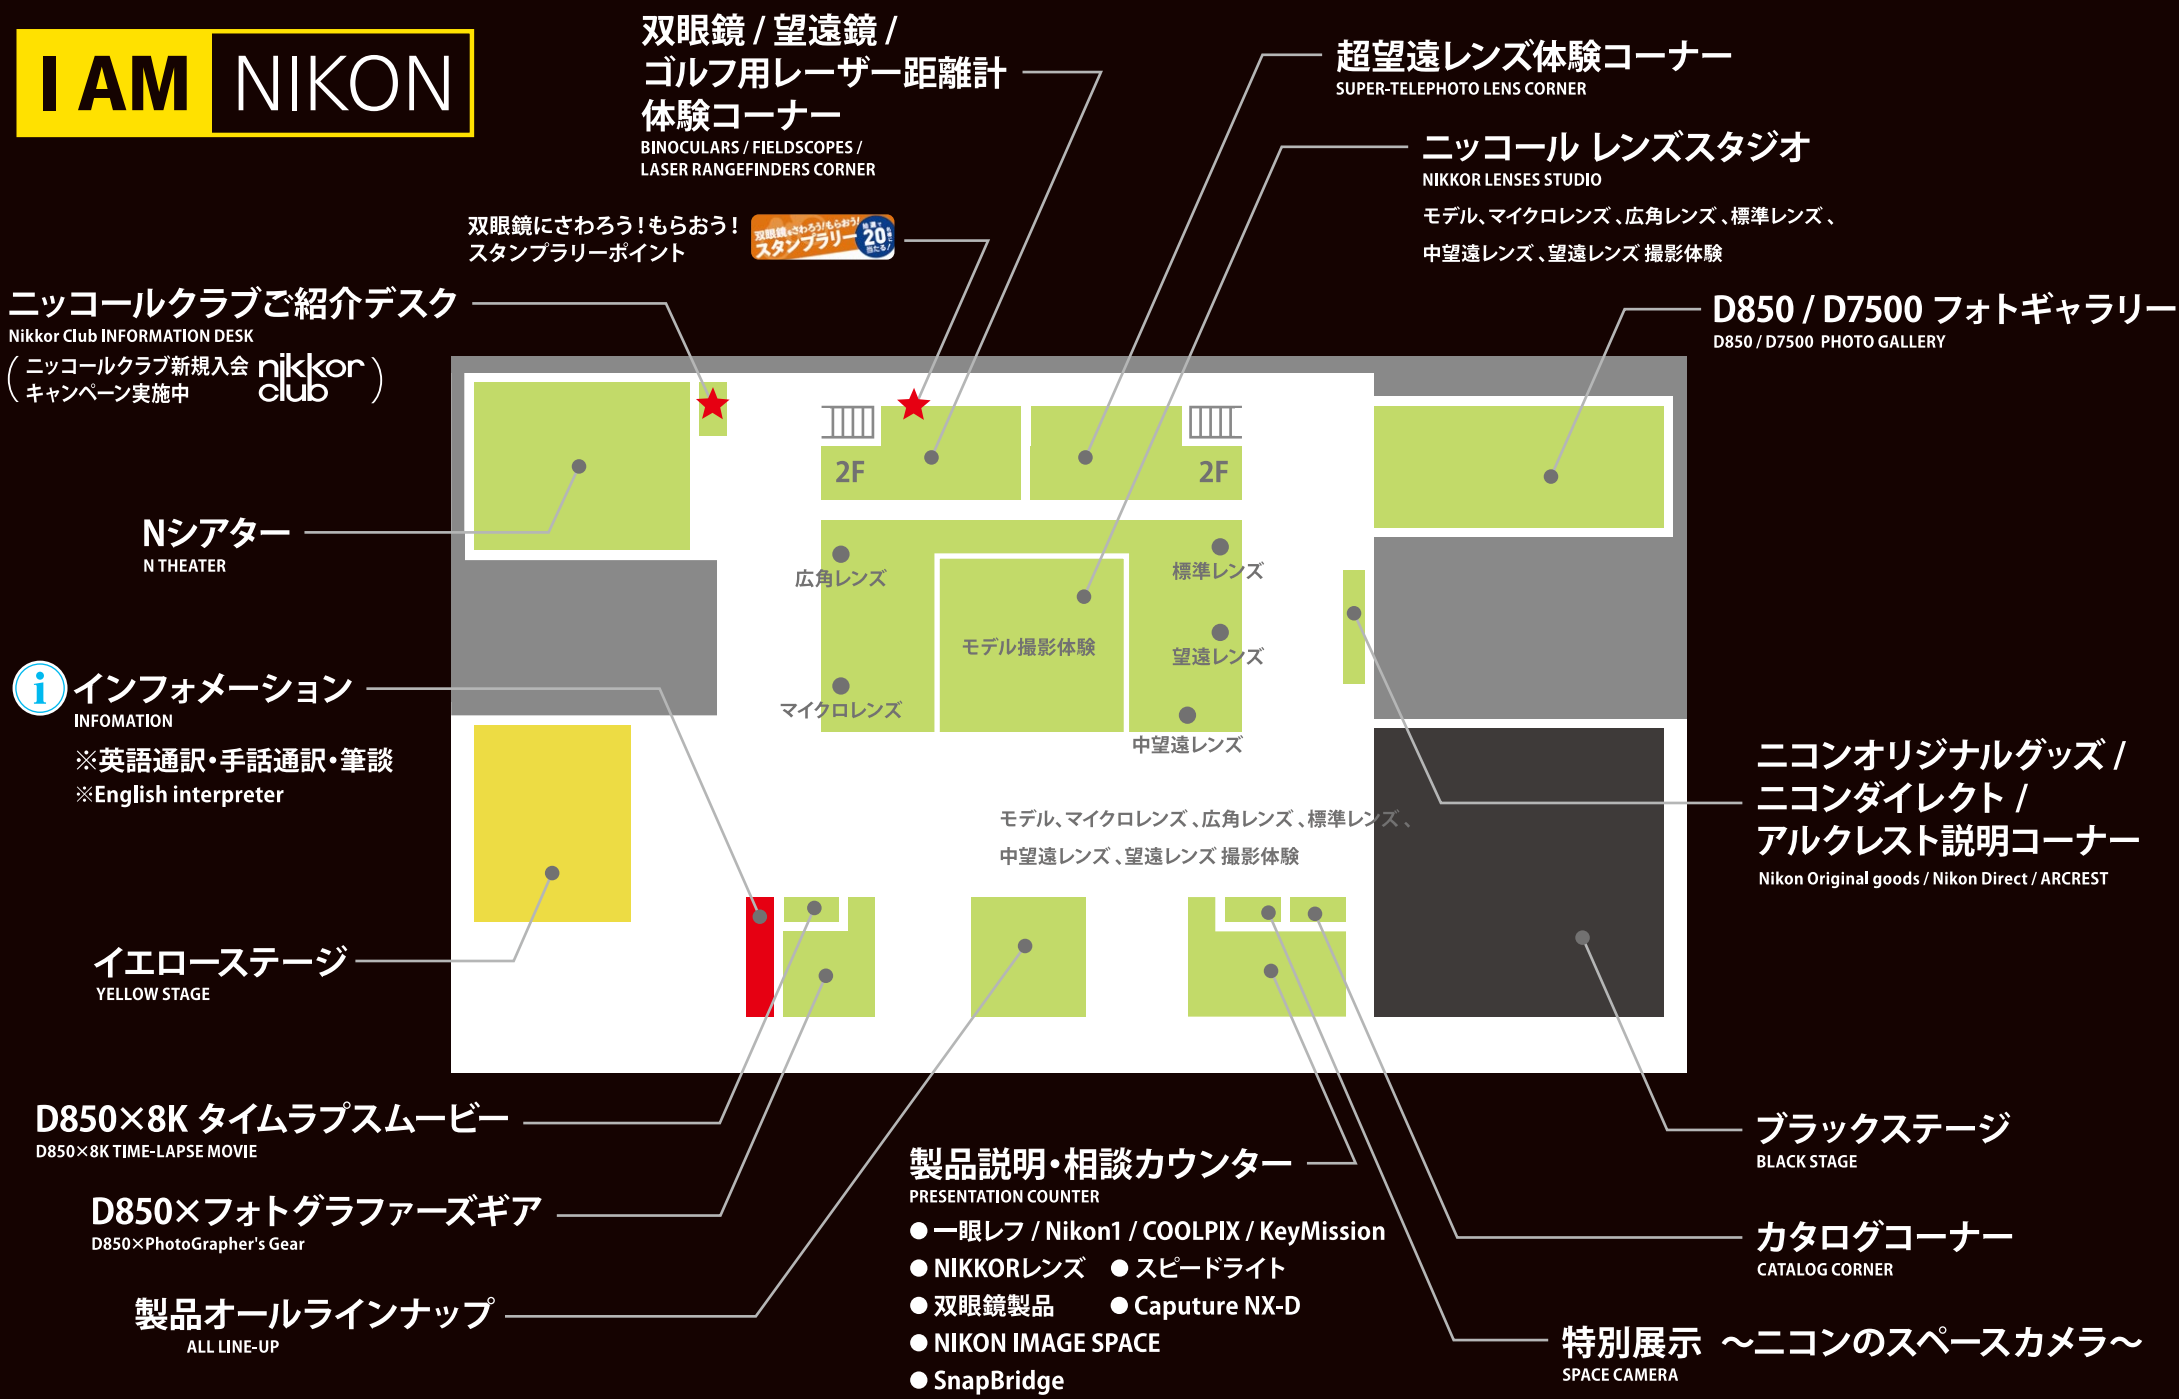 I AM NIKON
双眼鏡 / 望遠鏡 /
ゴルフ用レーザー距離計
体験コーナー
BINOCULARS / FIELDSCOPES /
LASER RANGEFINDERS CORNER
超望遠レンズ体験コーナー
SUPER-TELEPHOTO LENS CORNER
ニッコール レンズスタジオ
NIKKOR LENSES STUDIO
モデル、マイクロレンズ、広角レンズ、標準レンズ、
中望遠レンズ、望遠レンズ 撮影体験
双眼鏡にさわろう!もらおう!
スタンプラリーポイント
双眼鏡をさわろう!もらおう!
スタンプラリー
20
当たる!
ニッコールクラブご紹介デスク
Nikkor Club INFORMATION DESK
(ニッコールクラブ新規入会
キャンペーン実施中
nikkor
club)
D850 / D7500 フォトギャラリー
D850 / D7500 PHOTO GALLERY
2F
2F
Nシアター
N THEATER
広角レンズ
標準レンズ
モデル撮影体験
望遠レンズ
マイクロレンズ
中望遠レンズ
i インフォメーション
INFOMATION
※英語通訳・手話通訳・筆談
※English interpreter
ニコンオリジナルグッズ /
ニコンダイレクト /
アルクレスト説明コーナー
Nikon Original goods / Nikon Direct / ARCREST
モデル、マイクロレンズ、広角レンズ、標準レンズ、
中望遠レンズ、望遠レンズ 撮影体験
イエローステージ
YELLOW STAGE
D850×8K タイムラプスムービー
D850×8K TIME-LAPSE MOVIE
D850×フォトグラファーズギア
D850×PhotoGrapher's Gear
製品オールラインナップ
ALL LINE-UP
製品説明・相談カウンター
PRESENTATION COUNTER
●一眼レフ / Nikon1 / COOLPIX / KeyMission
●NIKKORレンズ ●スピードライト
●双眼鏡製品 ●Caputure NX-D
●NIKON IMAGE SPACE
●SnapBridge
ブラックステージ
BLACK STAGE
カタログコーナー
CATALOG CORNER
特別展示 〜ニコンのスペースカメラ〜
SPACE CAMERA